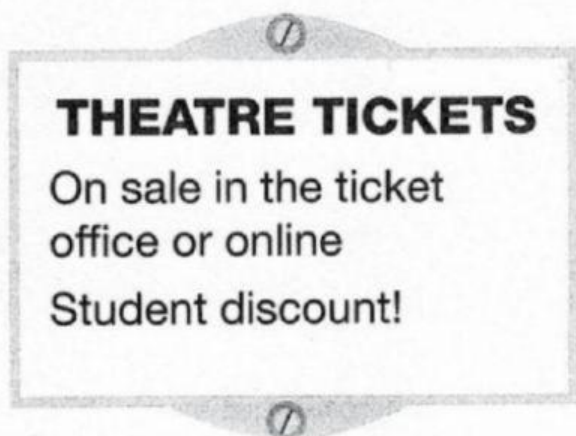 THEATRE TICKETS
On sale in the ticket
office or online
Student discount!